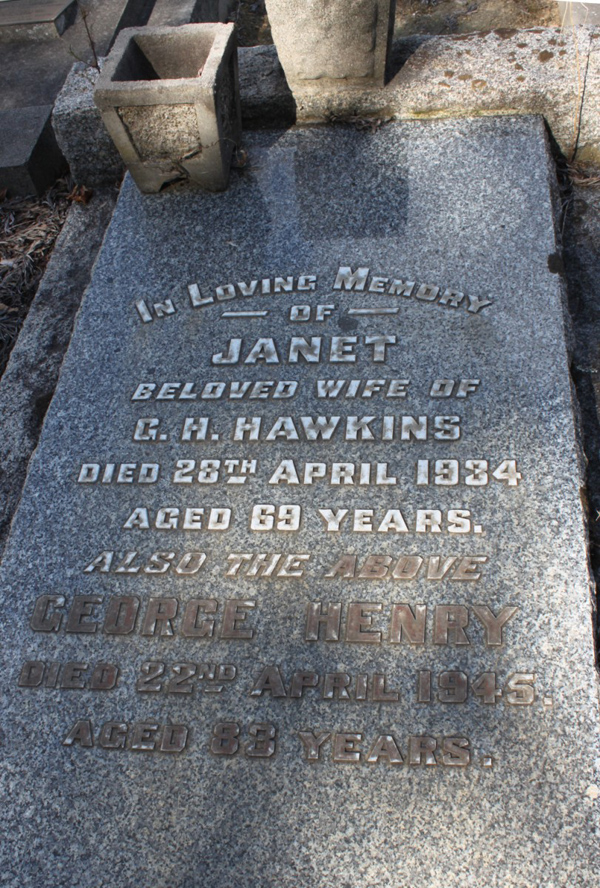 In Loving Memory
— OF —
JANET
BELOVED WIFE OF
G. H. HAWKINS
DIED 28TH APRIL 1934
AGED 69 YEARS.
ALSO THE ABOVE
GEORGE HENRY
DIED 22ND APRIL 1945.
AGED 83 YEARS.